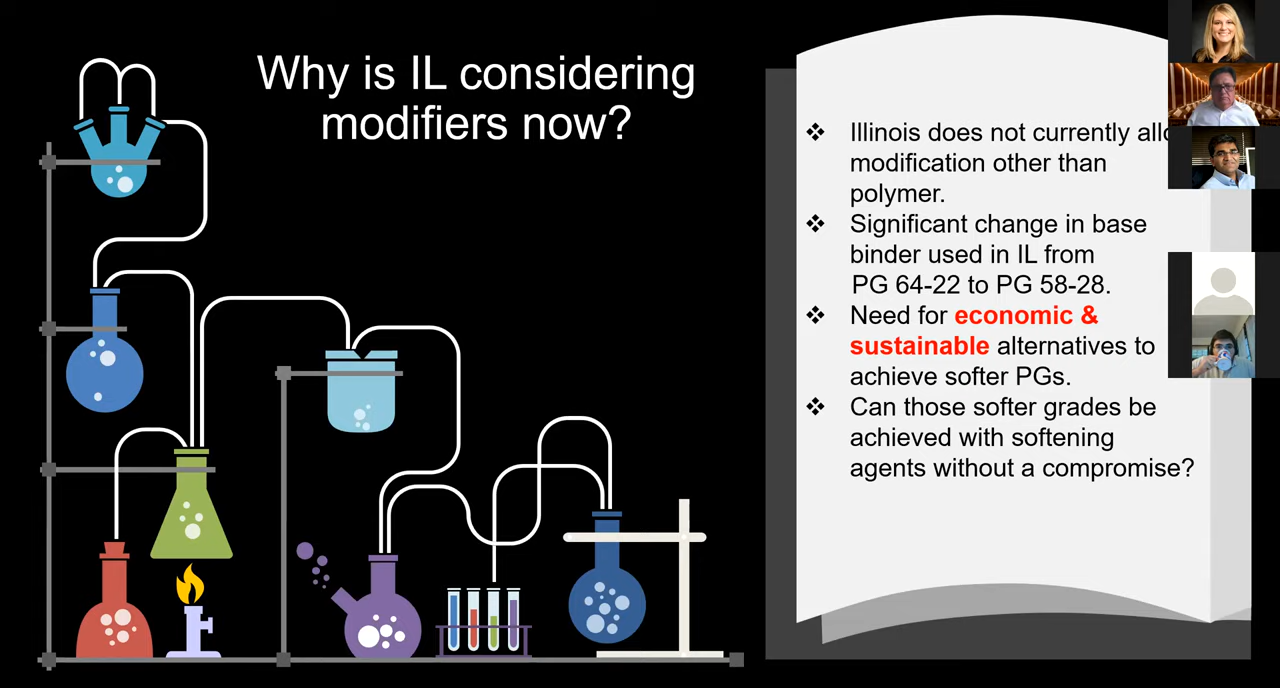 Why is IL considering
modifiers now?
❖ Illinois does not currently
modification other than
polymer.
❖ Significant change in base
binder used in IL from
PG 64-22 to PG 58-28.
❖ Need for economic &
sustainable alternatives to
achieve softer PGs.
❖ Can those softer grades be
achieved with softening
agents without a compromise?